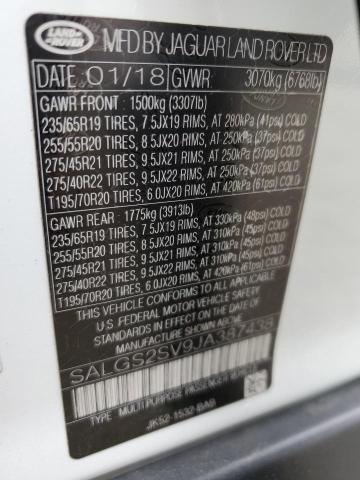 LAND ROVER
MFD BY JAGUAR LAND ROVER LTD
DATE 01/18 GVWR 3070kg (6768lb)
GAWR FRONT : 1500kg (3307lb)
235/65R19 TIRES, 7.5JX19 RIMS, AT 280kPa (41psi) COLD
255/55R20 TIRES, 8.5JX20 RIMS, AT 250kPa (37psi) COLD
275/45R21 TIRES, 9.5JX21 RIMS, AT 250kPa (37psi) COLD
275/40R22 TIRES, 9.5JX22 RIMS, AT 250kPa (37psi) COLD
T195/70R20 TIRES, 6.0JX20 RIMS, AT 420kPa (61psi) COLD
GAWR REAR : 1775kg (3913lb)
235/65R19 TIRES, 7.5JX19 RIMS, AT 330kPa (48psi) COLD
255/55R20 TIRES, 8.5JX20 RIMS, AT 310kPa (45psi) COLD
275/45R21 TIRES, 9.5JX21 RIMS, AT 310kPa (45psi) COLD
275/40R22 TIRES, 9.5JX22 RIMS, AT 310kPa (45psi) COLD
T195/70R20 TIRES, 6.0JX20 RIMS, AT 420kPa (61psi) COLD
THIS VEHICLE CONFORMS TO ALL APPLICABLE
FEDERAL MOTOR VEHICLE SAFETY STANDARDS
IN EFFECT ON THE DATE OF
MANUFACTURE SHOWN ABOVE
SALGS2SV9JA387438
TYPE: MULTIPURPOSE PASSENGER VEHICLE
JK52-1532-BAB